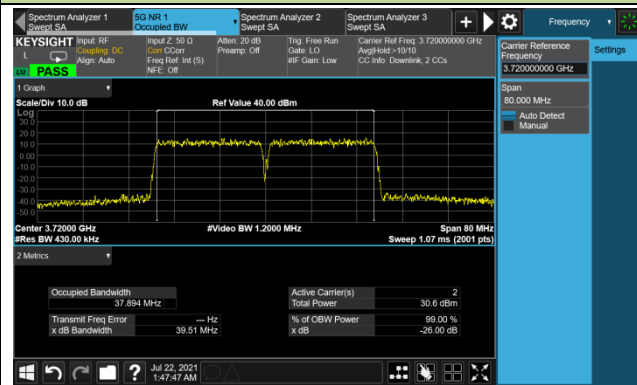 Spectrum Analyzer 1
Swept SA
5G NR 1
Occupied BW
Spectrum Analyzer 2
Swept SA
Spectrum Analyzer 3
Swept SA
Frequency
KEYSIGHT
L
PASS
Input: RF
Coupling: DC
Align: Auto
Input Z: 50 Ω
Corr CCorr
Freq Ref: Int (S)
NFE: Off
Atten: 20 dB
Preamp: Off
Trig: Free Run
Gate: LO
#IF Gain: Low
Carrier Ref Freq: 3.720000000 GHz
Avg|Hold:>10/10
CC Info: Downlink, 2 CCs
Carrier Reference
Frequency
3.720000000 GHz
Span
80.000 MHz
Auto Detect
Manual
Settings
1 Graph
Scale/Div 10.0 dB
Ref Value 40.00 dBm
Log
30.0
20.0
10.0
0.00
-10.0
-20.0
-30.0
-40.0
-50.0
Center 3.72000 GHz
#Video BW 1.2000 MHz
Span 80 MHz
#Res BW 430.00 kHz
Sweep 1.07 ms (2001 pts)
2 Metrics
Occupied Bandwidth
37.894 MHz
Active Carrier(s) 2
Total Power 30.6 dBm
Transmit Freq Error --- Hz
x dB Bandwidth 39.51 MHz
% of OBW Power 99.00 %
x dB -26.00 dB
?
Jul 22, 2021
1:47:47 AM